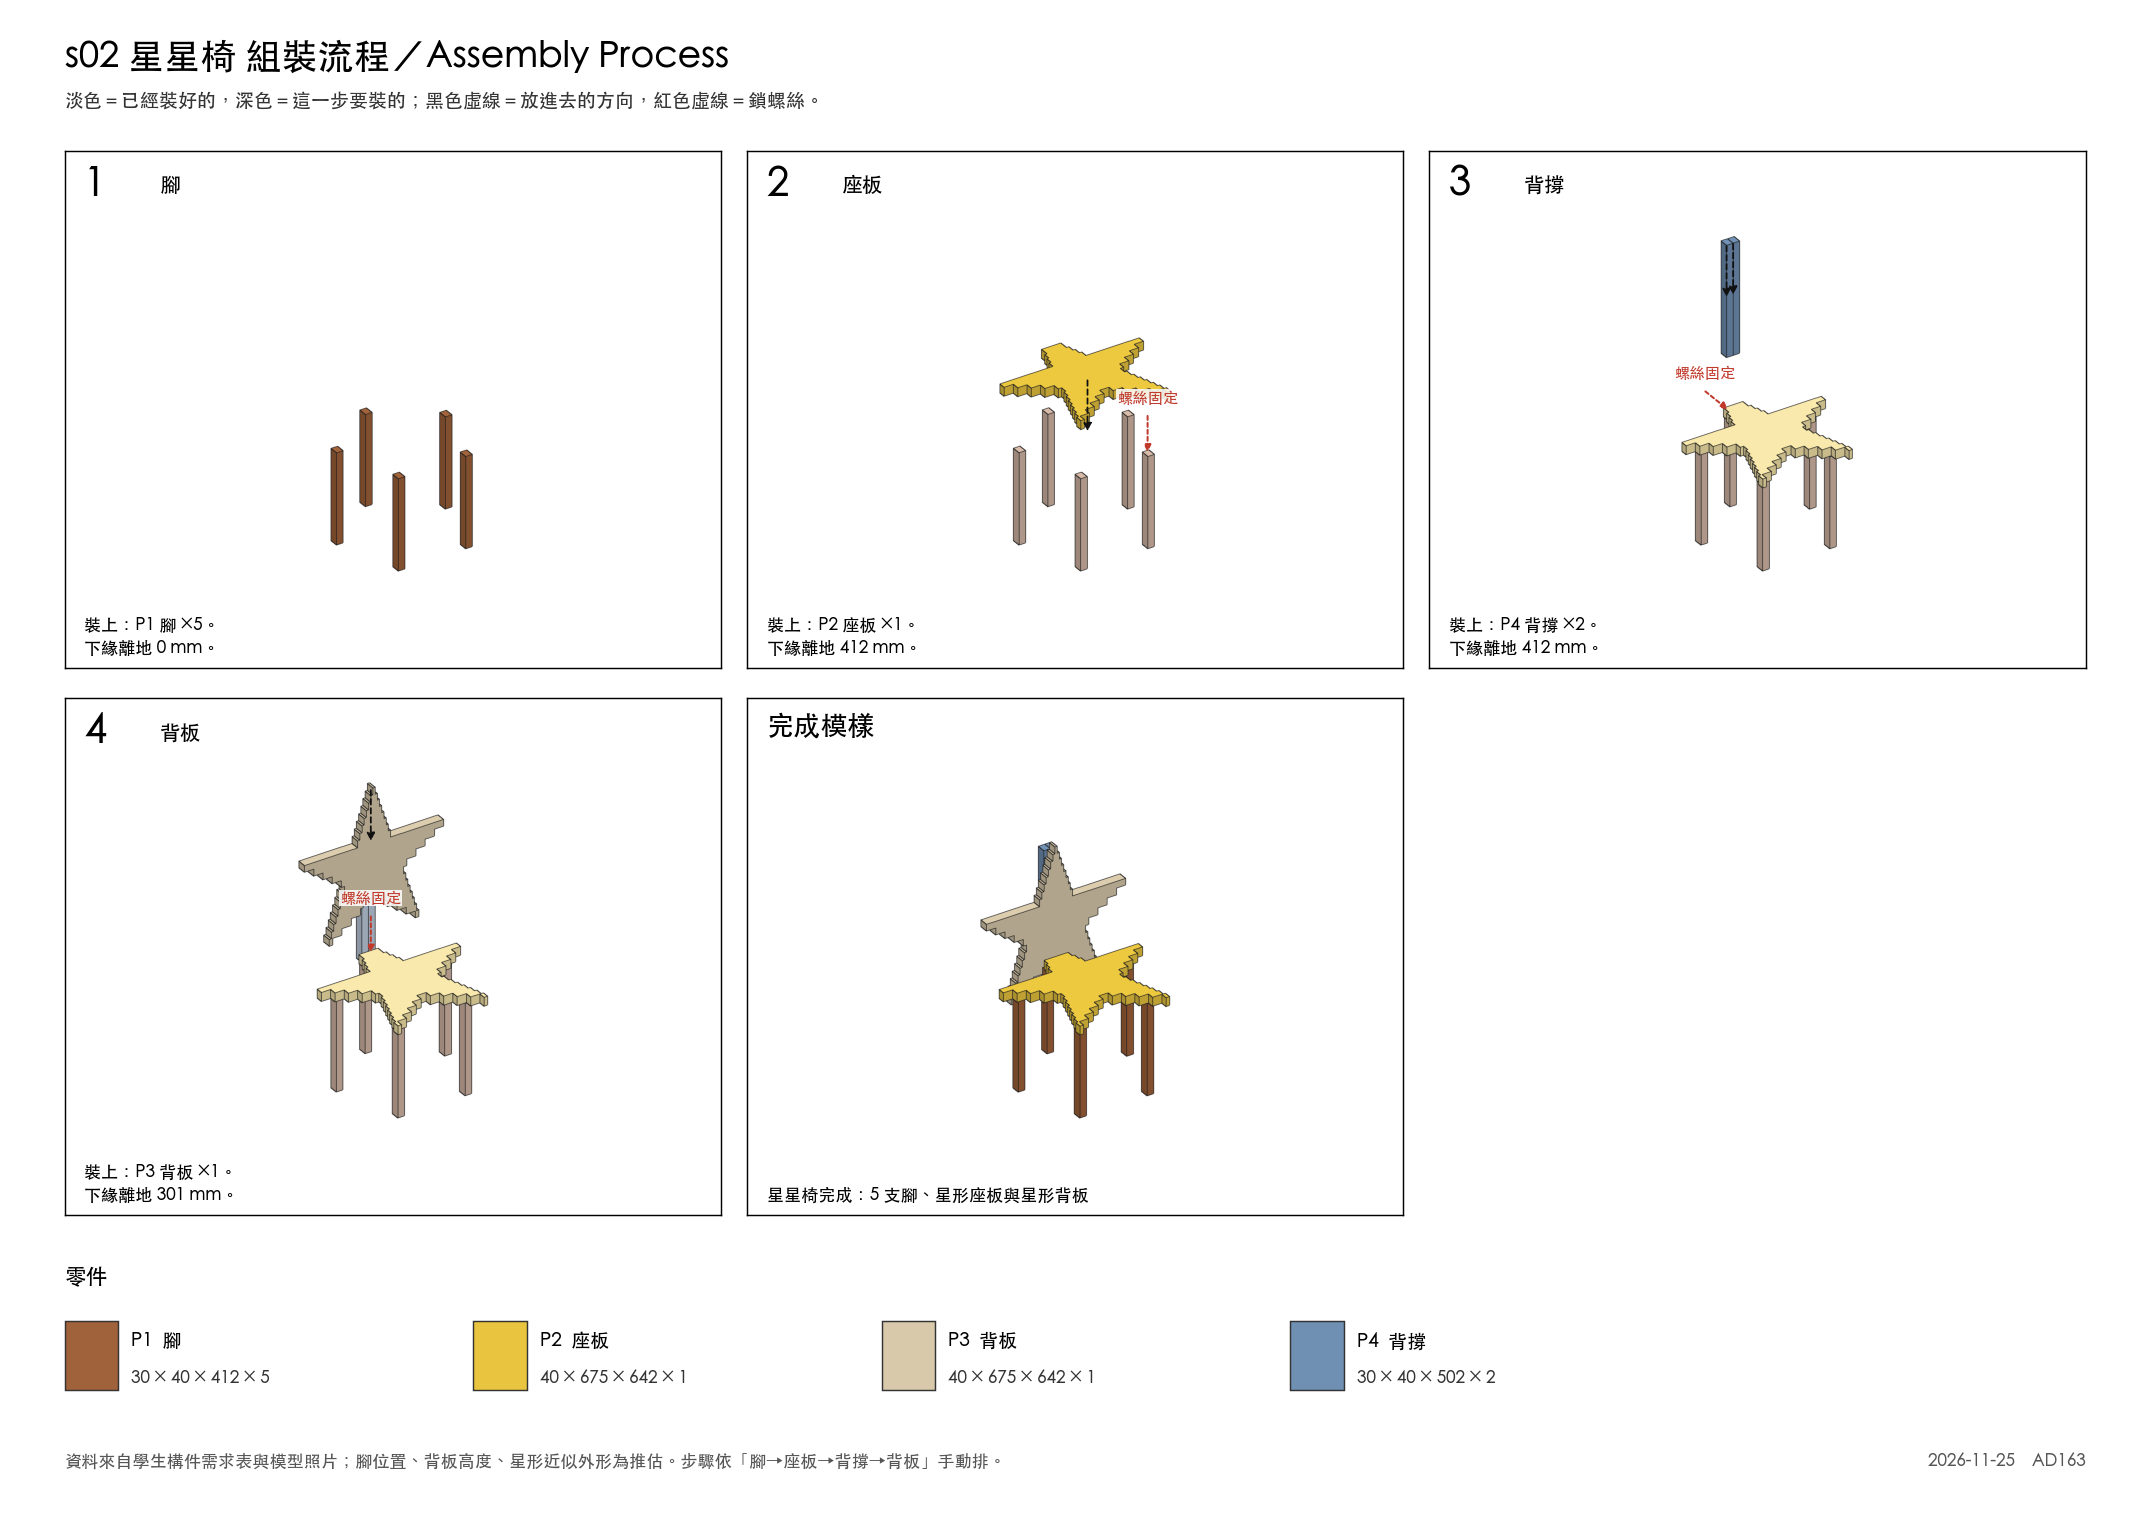 s02 星星椅 組裝流程／Assembly Process
淡色＝已經裝好的，深色＝這一步要裝的；黑色虛線＝放進去的方向，紅色虛線＝鎖螺絲。
1 腳
裝上：P1 腳 ×5。
下緣離地 0 mm。
2 座板
螺絲固定
裝上：P2 座板 ×1。
下緣離地 412 mm。
3 背撐
螺絲固定
裝上：P4 背撐 ×2。
下緣離地 412 mm。
4 背板
螺絲固定
裝上：P3 背板 ×1。
下緣離地 301 mm。
完成模樣
星星椅完成：5 支腳、星形座板與星形背板
零件
P1 腳
30 × 40 × 412 × 5
P2 座板
40 × 675 × 642 × 1
P3 背板
40 × 675 × 642 × 1
P4 背撐
30 × 40 × 502 × 2
資料來自學生構件需求表與模型照片；腳位置、背板高度、星形近似外形為推估。步驟依「腳→座板→背撐→背板」手動排。
2026-11-25 AD163